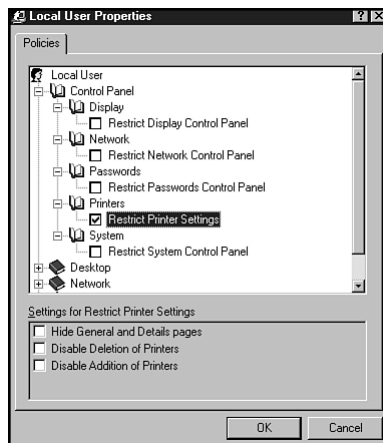 Local User Properties
Policies
Local User
Control Panel
Display
Restrict Display Control Panel
Network
Restrict Network Control Panel
Passwords
Restrict Passwords Control Panel
Printers
Restrict Printer Settings
System
Restrict System Control Panel
Desktop
Network
Settings for Restrict Printer Settings
Hide General and Details pages
Disable Deletion of Printers
Disable Addition of Printers
OK
Cancel